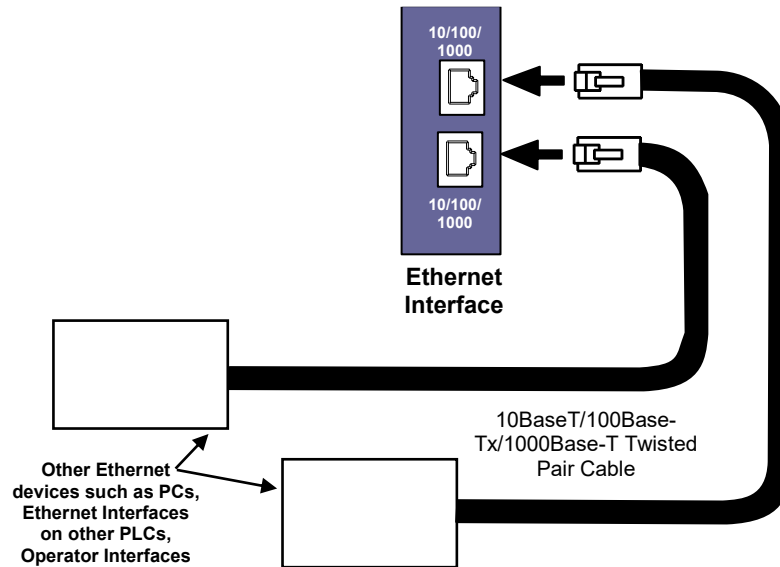 10/100/
1000
10/100/
1000
Ethernet
Interface
10BaseT/100Base-
Tx/1000Base-T Twisted
Pair Cable
Other Ethernet
devices such as PCs,
Ethernet Interfaces
on other PLCs,
Operator Interfaces